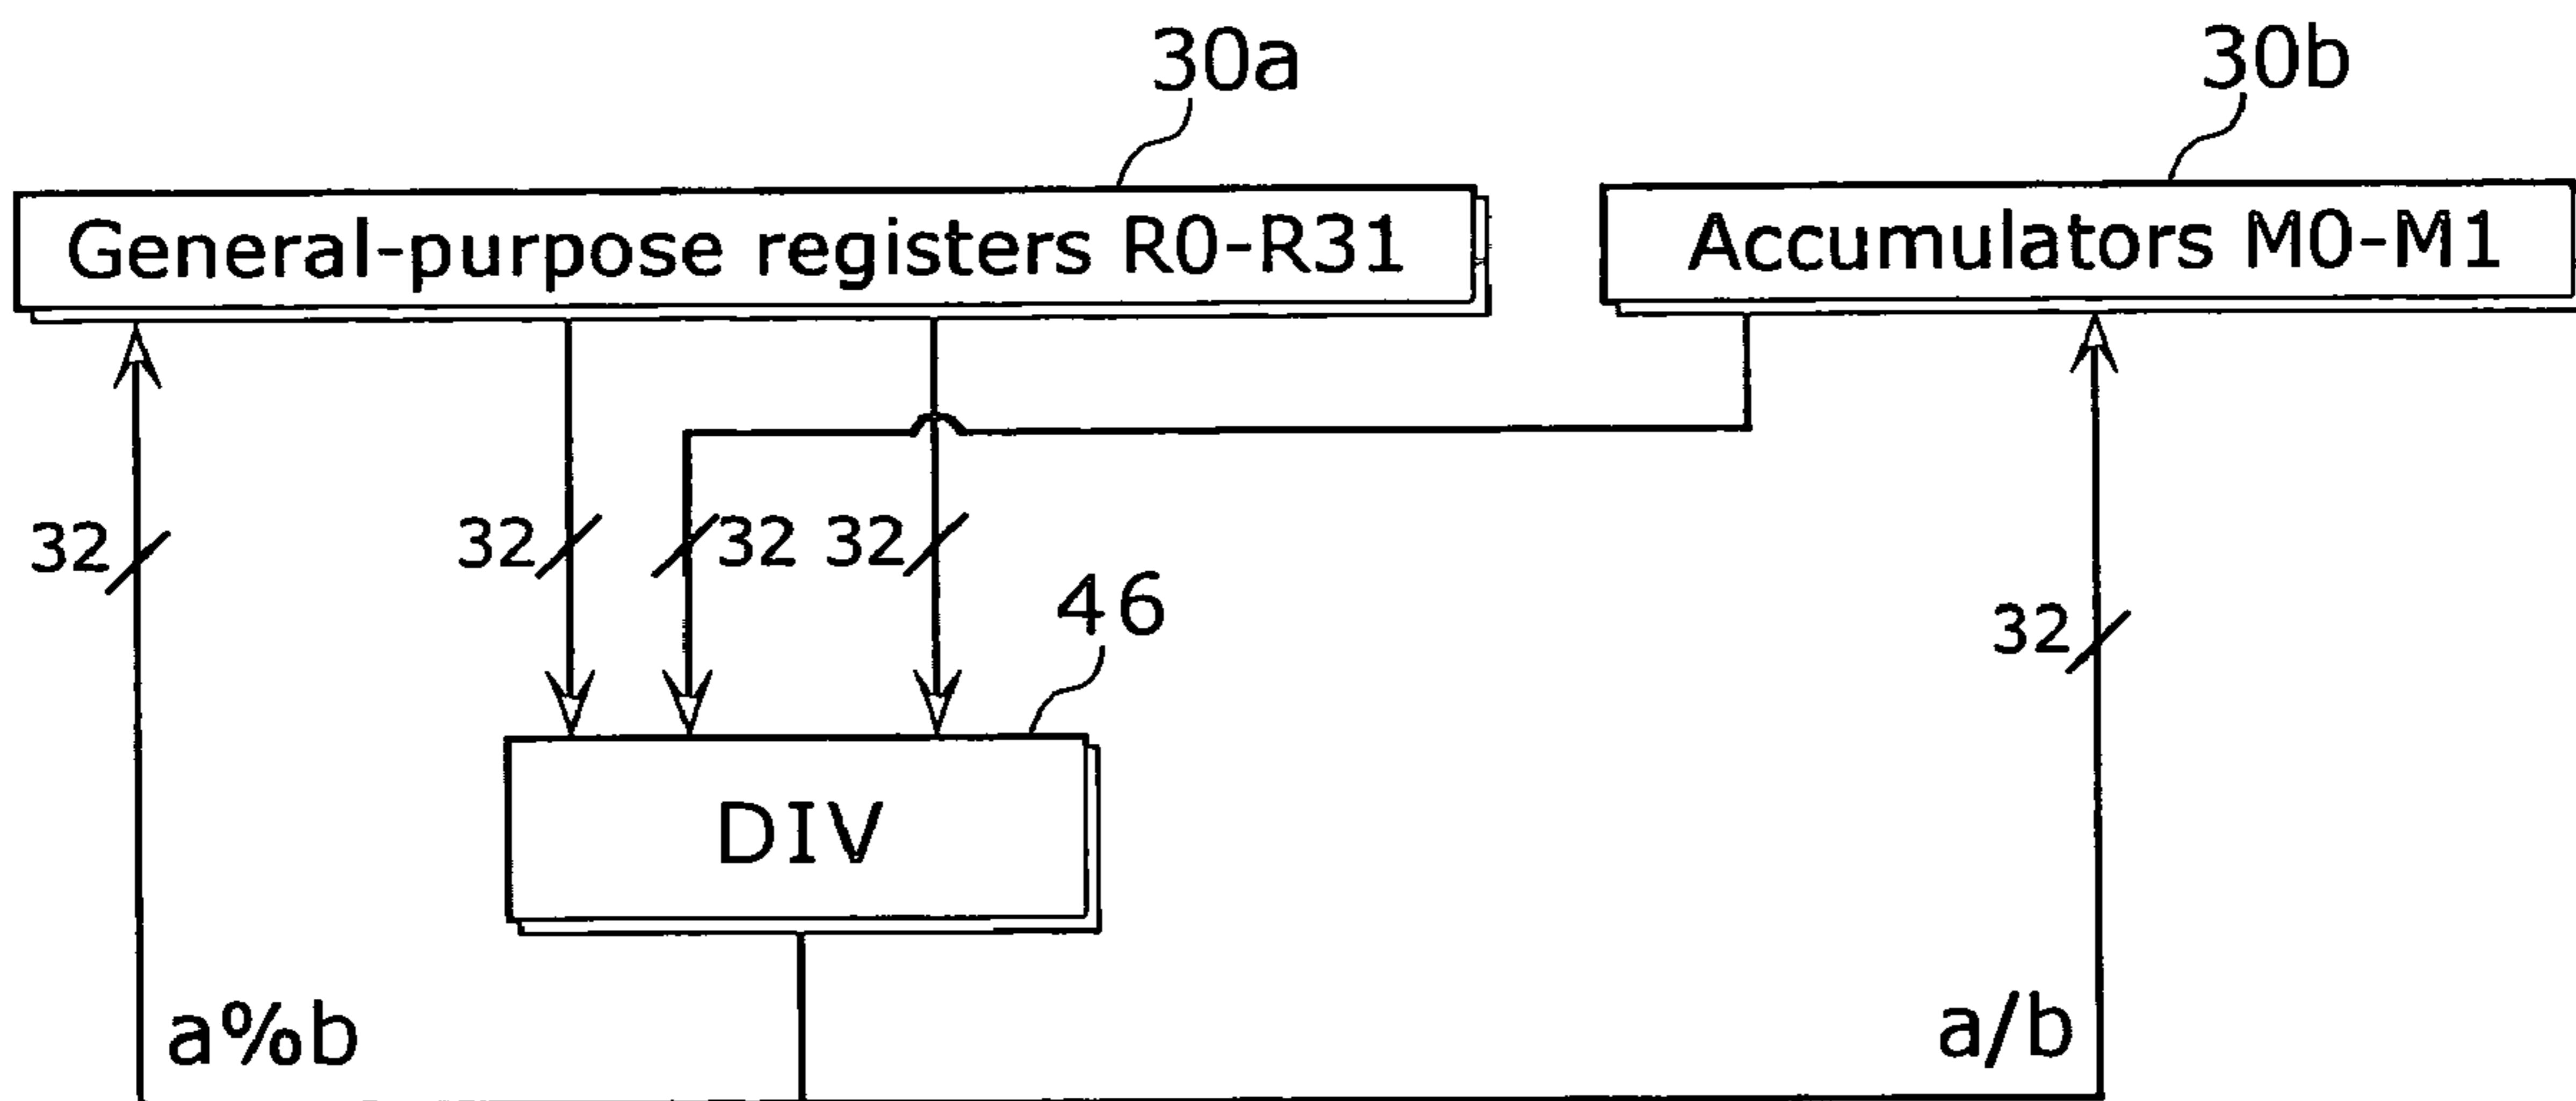 30a
30b
General-purpose registers R0-R31
Accumulators M0-M1
32
32
32
32
46
32
DIV
a%b
a/b